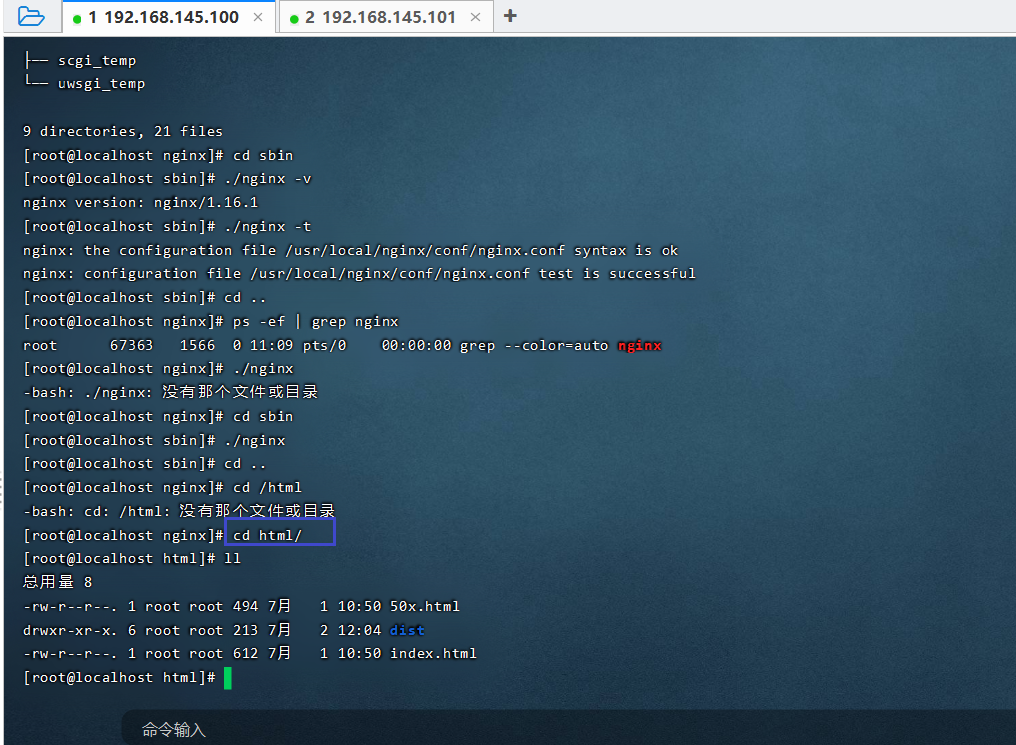 1 192.168.145.100 × 2 192.168.145.101 × +
├── scgi_temp
└── uwsgi_temp
9 directories, 21 files
[root@localhost nginx]# cd sbin
[root@localhost sbin]# ./nginx -v
nginx version: nginx/1.16.1
[root@localhost sbin]# ./nginx -t
nginx: the configuration file /usr/local/nginx/conf/nginx.conf syntax is ok
nginx: configuration file /usr/local/nginx/conf/nginx.conf test is successful
[root@localhost sbin]# cd ..
[root@localhost nginx]# ps -ef | grep nginx
root      67363   1566  0 11:09 pts/0    00:00:00 grep --color=auto nginx
[root@localhost nginx]# ./nginx
-bash: ./nginx: 没有那个文件或目录
[root@localhost nginx]# cd sbin
[root@localhost sbin]# ./nginx
[root@localhost sbin]# cd ..
[root@localhost nginx]# cd /html
-bash: cd: /html: 没有那个文件或目录
[root@localhost nginx]# cd html/
[root@localhost html]# ll
总用量 8
-rw-r--r--. 1 root root 494 7月   1 10:50 50x.html
drwxr-xr-x. 6 root root 213 7月   2 12:04 dist
-rw-r--r--. 1 root root 612 7月   1 10:50 index.html
[root@localhost html]#
命令输入